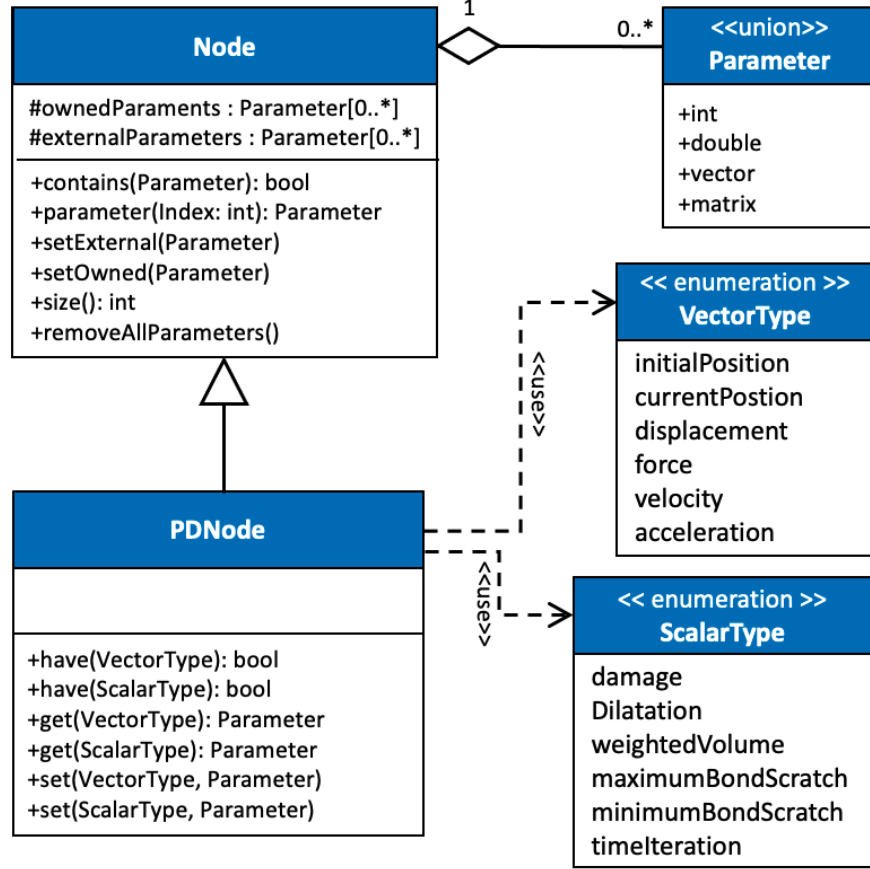 Node
#ownedParaments : Parameter[0..*]
#externalParameters : Parameter[0..*]
+contains(Parameter): bool
+parameter(Index: int): Parameter
+setExternal(Parameter)
+setOwned(Parameter)
+size(): int
+removeAllParameters()
1
0..*
<<union>>
Parameter
+int
+double
+vector
+matrix
<< enumeration >>
VectorType
initialPosition
currentPostion
displacement
force
velocity
acceleration
<<use>>
PDNode
+have(VectorType): bool
+have(ScalarType): bool
+get(VectorType): Parameter
+get(ScalarType): Parameter
+set(VectorType, Parameter)
+set(ScalarType, Parameter)
<<use>>
<< enumeration >>
ScalarType
damage
Dilatation
weightedVolume
maximumBondScratch
minimumBondScratch
timeIteration